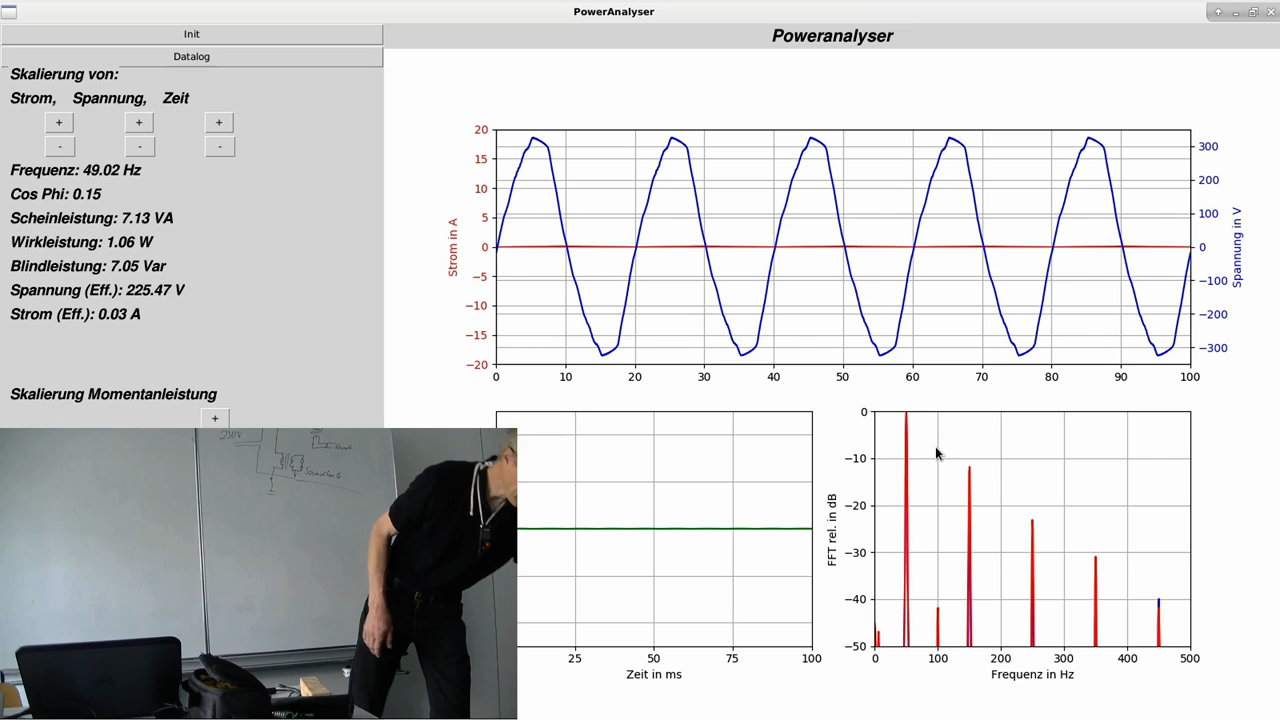 PowerAnalyser
Init
Datalog
Poweranalyser
Skalierung von:
Strom, Spannung, Zeit
+ + +
- - -
Frequenz: 49.02 Hz
Cos Phi: 0.15
Scheinleistung: 7.13 VA
Wirkleistung: 1.06 W
Blindleistung: 7.05 Var
Spannung (Eff.): 225.47 V
Strom (Eff.): 0.03 A
Skalierung Momentanleistung
+
Strom in A
20
15
10
5
0
−5
−10
−15
−20
0 10 20 30 40 50 60 70 80 90 100
300
200
100
0
−100
−200
−300
Spannung in V
230V
25 50 75 100
Zeit in ms
FFT rel. in dB
0
−10
−20
−30
−40
−50
0 100 200 300 400 500
Frequenz in Hz